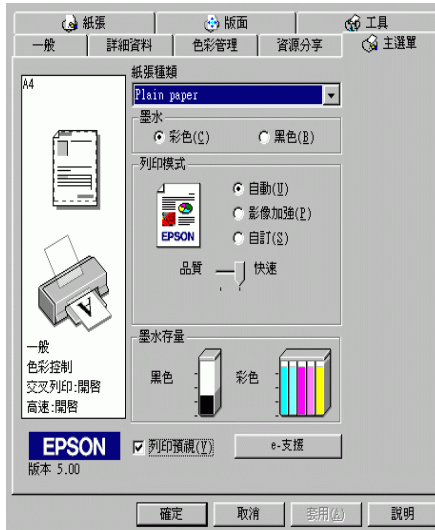 紙張 版面 工具
一般 詳細資料 色彩管理 資源分享 主選單
A4
紙張種類
Plain paper
墨水
彩色(C) 黑色(B)
列印模式
EPSON
自動(U)
影像加強(P)
自訂(S)
品質 快速
一般
色彩控制
交叉列印:開啓
高速:開啓
墨水存量
黑色 彩色
EPSON
版本 5.00
列印預視(V) e-支援
確定 取消 套用(A) 說明